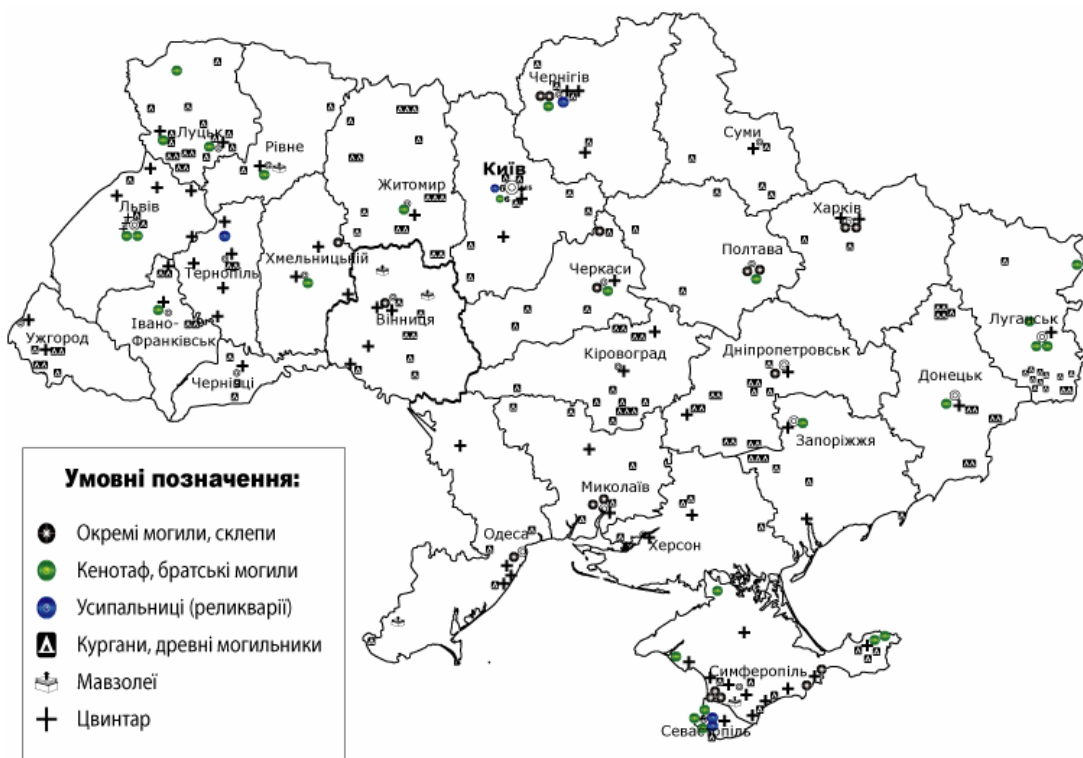 Чернігів
Суми
Луцьк
Рівне
Київ
Житомир
Львів
Харків
Полтава
Хмельницький
Тернопіль
Черкаси
Луганськ
Вінниця
Івано-
Франківськ
Ужгород
Кіровоград
Дніпропетровськ
Донецьк
Чернівці
Запоріжжя
Миколаїв
Одеса
Херсон
Симферопіль
Севастопіль
Умовні позначення:
Окремі могили, склепи
Кенотаф, братські могили
Усипальниці (реликварії)
Кургани, древні могильники
Мавзолеї
Цвинтар